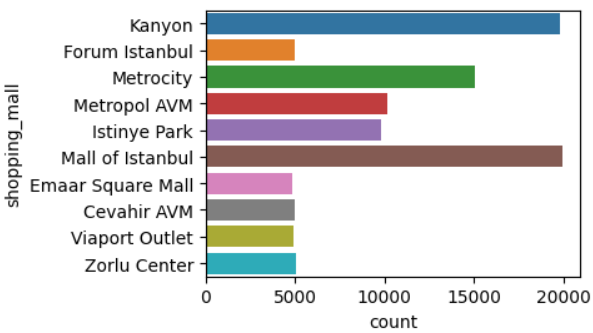 Kanyon
Forum Istanbul
Metrocity
Metropol AVM
Istinye Park
Mall of Istanbul
Emaar Square Mall
Cevahir AVM
Viaport Outlet
Zorlu Center
shopping_mall
0 5000 10000 15000 20000
count